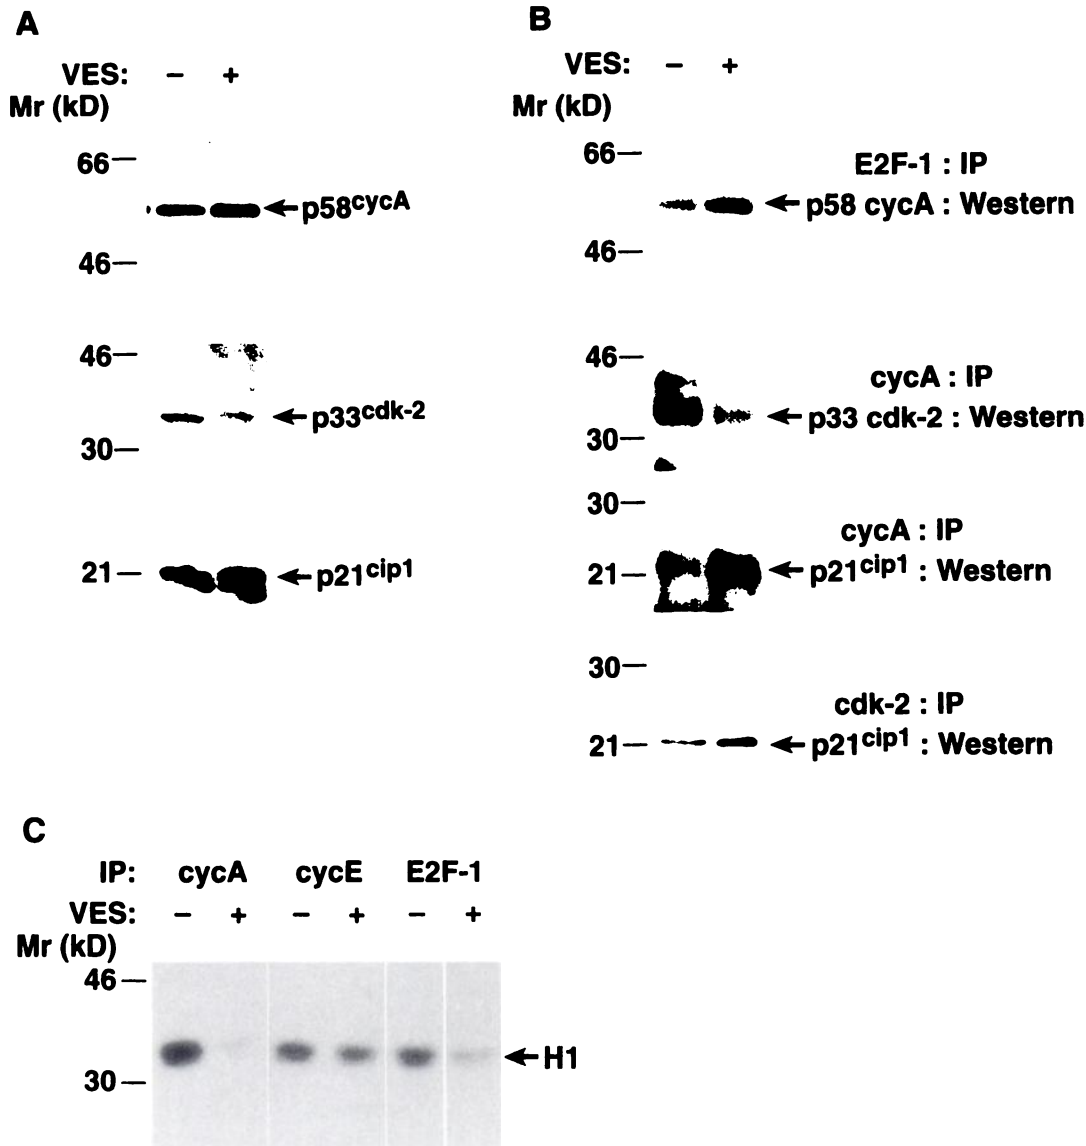 A
VES: − +
Mr (kD)
66
p58cycA
46
46
p33cdk-2
30
21
p21cip1
B
VES: − +
Mr (kD)
66
E2F-1 : IP
p58 cycA : Western
46
46
cycA : IP
p33 cdk-2 : Western
30
30
cycA : IP
21
p21cip1 : Western
30
cdk-2 : IP
21
p21cip1 : Western
C
IP: cycA cycE E2F-1
VES: − + − + − +
Mr (kD)
46
H1
30